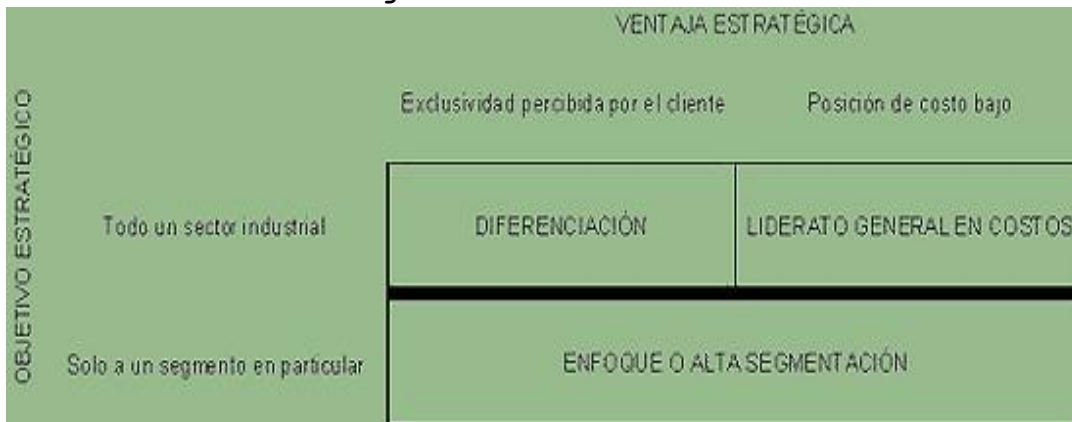 VENTAJA ESTRATÉGICA
Exclusividad percibida por el cliente
Posición de costo bajo
OBJETIVO ESTRATÉGICO
Todo un sector industrial
DIFERENCIACIÓN
LIDERATO GENERAL EN COSTOS
Solo a un segmento en particular
ENFOQUE O ALTA SEGMENTACIÓN